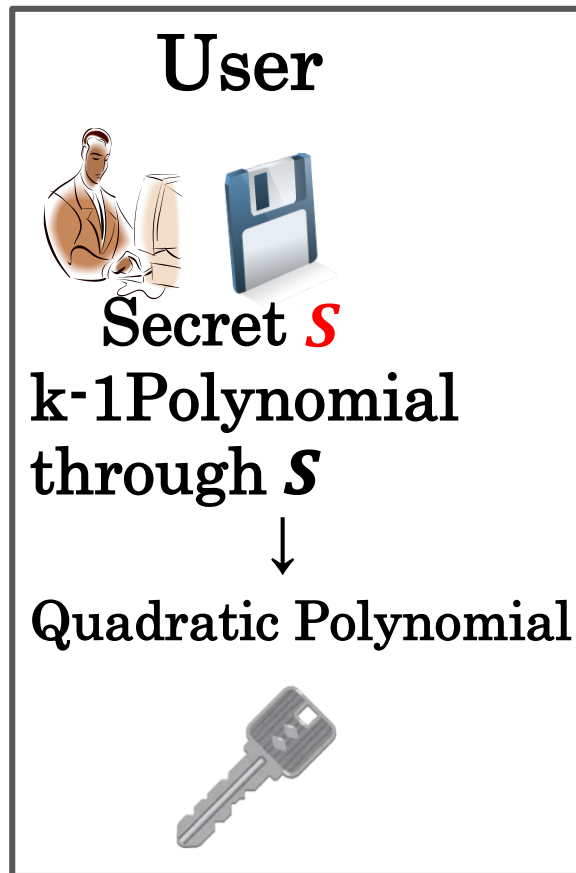 User
Secret S
k-1Polynomial
through S
↓
Quadratic Polynomial